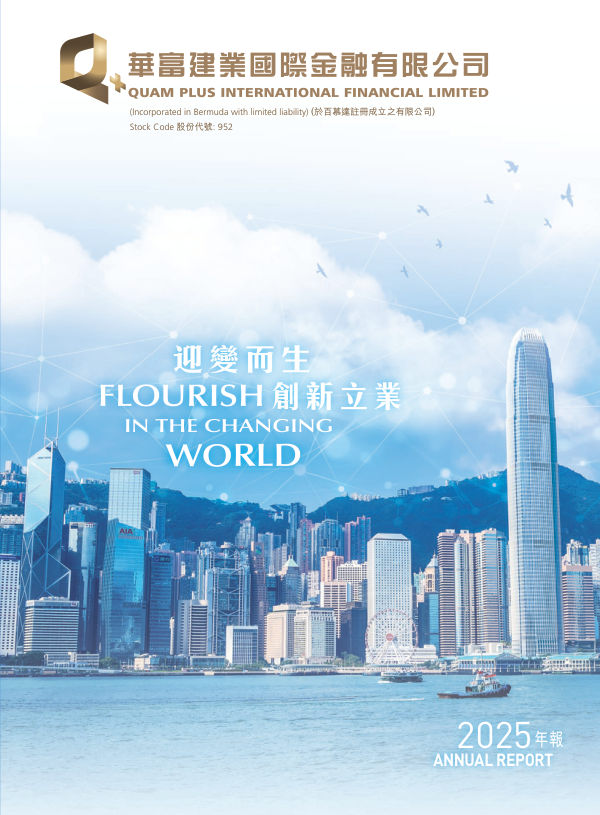 華富建業國際金融有限公司
QUAM PLUS INTERNATIONAL FINANCIAL LIMITED
(Incorporated in Bermuda with limited liability) (於百慕達註冊成立之有限公司)
Stock Code 股份代號: 952
迎變而生
FLOURISH 創新立業
IN THE CHANGING
WORLD
AIA
2025年報
ANNUAL REPORT